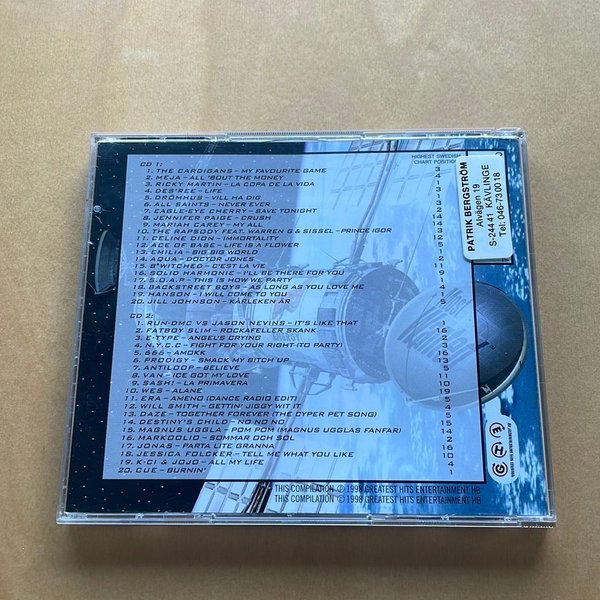 HIGHEST SWEDISH
CHART POSITION
CD 1:
1. THE CARDIGANS – MY FAVOURITE GAME 3
2. MEJA – ALL 'BOUT THE MONEY
3. RICKY MARTIN – LA COPA DE LA VIDA
4. DES'REE – LIFE
5. DRÖMHUS – VILL HA DIG
6. ALL SAINTS – NEVER EVER
7. EAGLE-EYE CHERRY – SAVE TONIGHT
8. JENNIFER PAIGE – CRUSH
9. MARIAH CAREY – MY ALL
10. THE RAPSODY FEAT. WARREN G & SISSEL – PRINCE IGOR
11. CELINE DION – IMMORTALITY
12. ACE OF BASE – LIFE IS A FLOWER
13. EMILIA – BIG BIG WORLD
14. AQUA – DOCTOR JONES
15. B*WITCHED – C'EST LA VIE
16. SOLID HARMONIE – I'LL BE THERE FOR YOU
17. S.O.A.P – THIS IS HOW WE PARTY
18. BACKSTREET BOYS – AS LONG AS YOU LOVE ME
19. HANSON – I WILL COME TO YOU
20. JILL JOHNSON – KÄRLEKEN ÄR
CD 2:
1. RUN-DMC VS JASON NEVINS – IT'S LIKE THAT 1
2. FATBOY SLIM – ROCKAFELLER SKANK 16
3. E-TYPE – ANGELS CRYING 2
4. N.Y.C.C – FIGHT FOR YOUR RIGHT (TO PARTY)
5. 666 – AMOKK
6. PRODIGY – SMACK MY BITCH UP
7. ANTILOOP – BELIEVE
8. VAN – ICE GOT MY LOVE
9. SASH! – LA PRIMAVERA
10. WES – ALANE
11. ERA – AMENO (DANCE RADIO EDIT)
12. WILL SMITH – GETTIN' JIGGY WIT IT
13. DAZE – TOGETHER FOREVER (THE CYPER PET SONG)
14. DESTINY'S CHILD – NO NO NO
15. MAGNUS UGGLA – POM POM (MAGNUS UGGLAS FANFAR)
16. MARKOOLIO – SOMMAR OCH SOL
17. JONAS – PARTA LITE GRANNA
18. JESSICA FOLCKER – TELL ME WHAT YOU LIKE
19. K-CI & JOJO – ALL MY LIFE
20. CUE – BURNIN'
THIS COMPILATION ℗ 1998 GREATEST HITS ENTERTAINMENT HB
THIS COMPILATION © 1998 GREATEST HITS ENTERTAINMENT HB
PATRIK BERGSTRÖM
Alvägen 19
S-244 41 KÄVLINGE
Tel: 046-730018